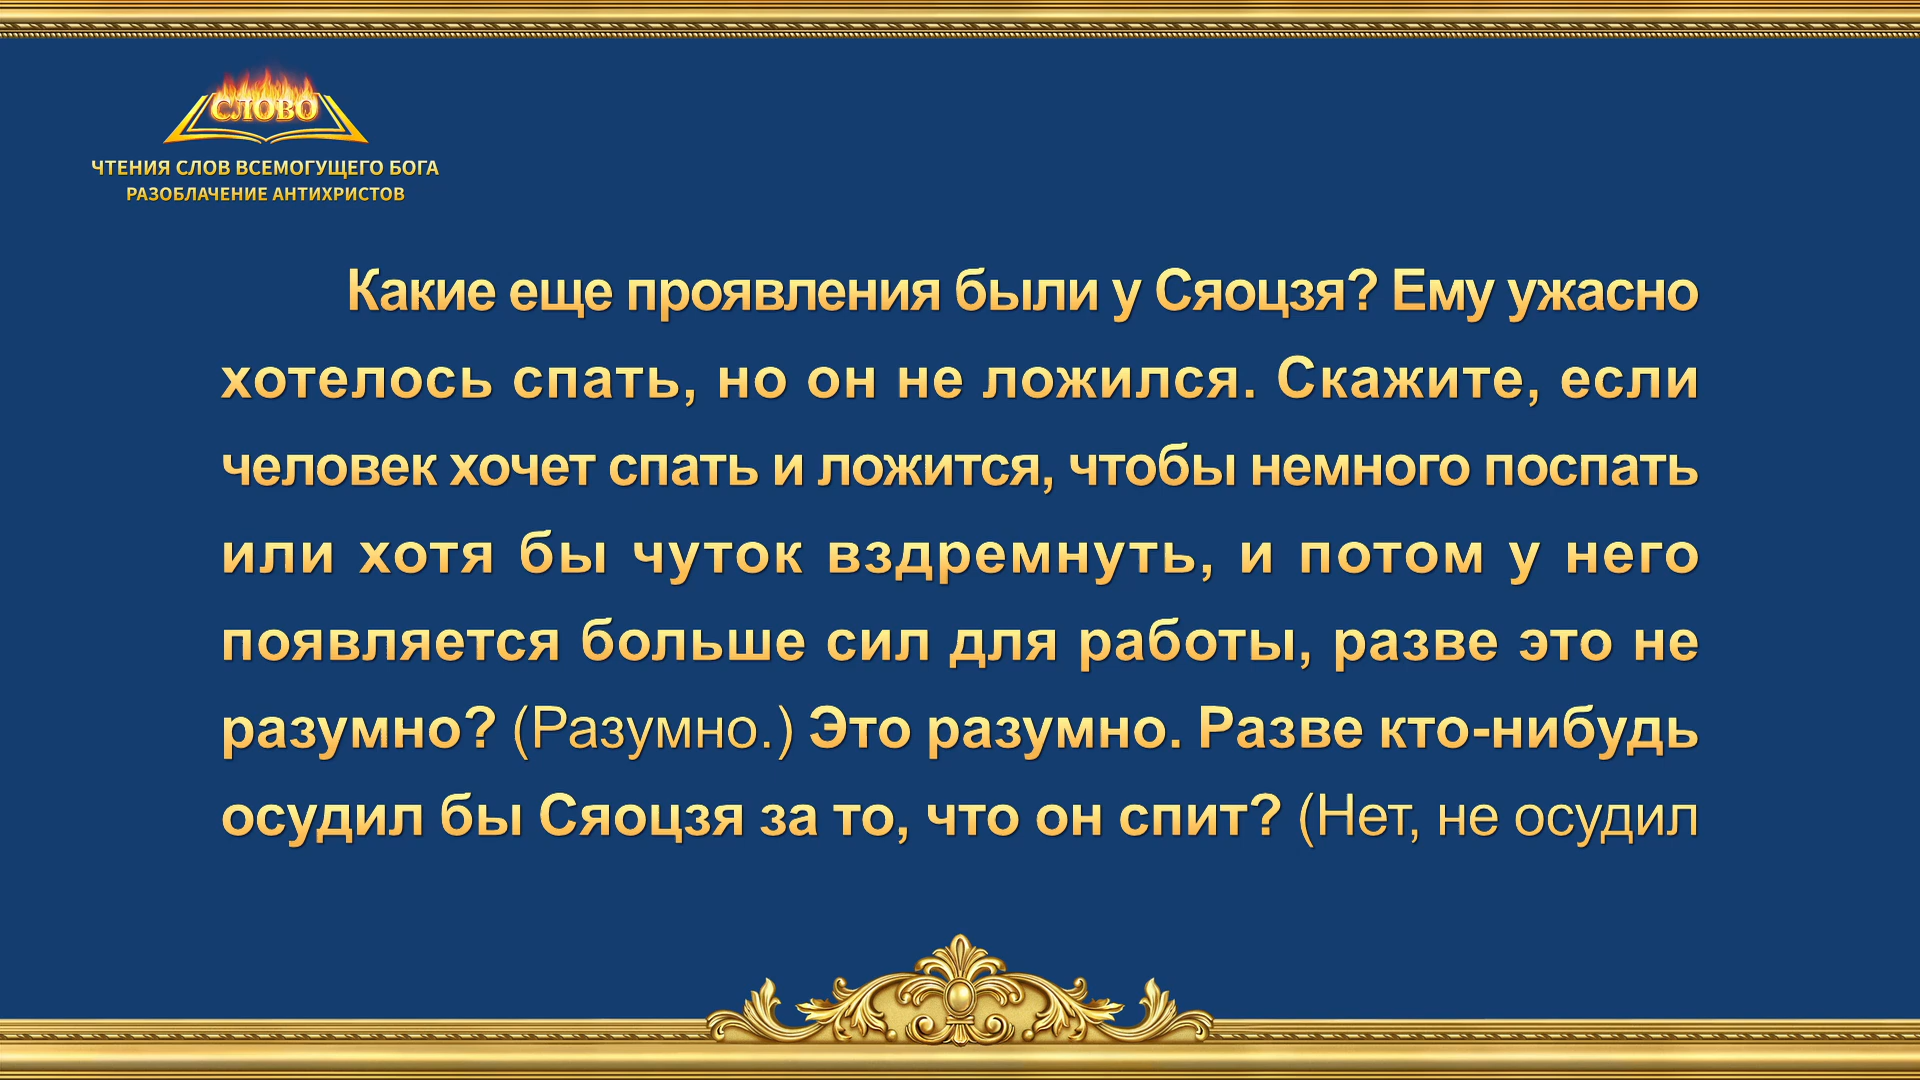 СЛОВО
ЧТЕНИЯ СЛОВ ВСЕМОГУЩЕГО БОГА
РАЗОБЛАЧЕНИЕ АНТИХРИСТОВ
Какие еще проявления были у Сяоцзя? Ему ужасно
хотелось спать, но он не ложился. Скажите, если
человек хочет спать и ложится, чтобы немного поспать
или хотя бы чуток вздремнуть, и потом у него
появляется больше сил для работы, разве это не
разумно? (Разумно.) Это разумно. Разве кто-нибудь
осудил бы Сяоцзя за то, что он спит? (Нет, не осудил